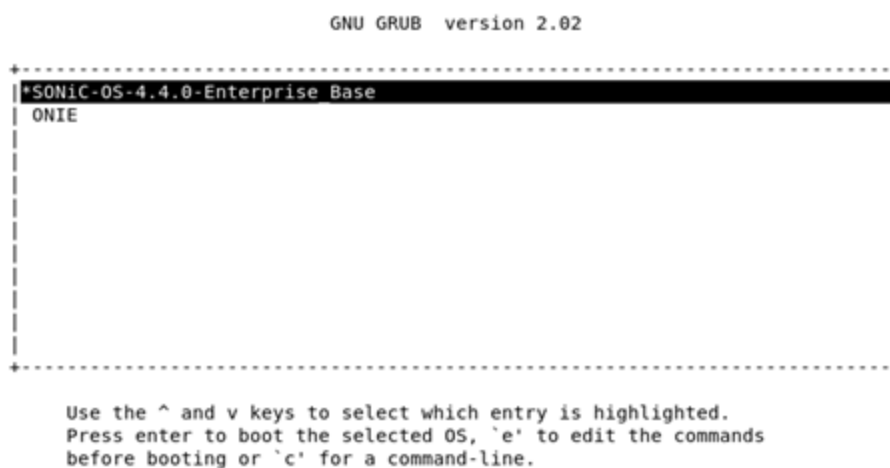 GNU GRUB  version 2.02
*SONiC-OS-4.4.0-Enterprise_Base
ONIE
Use the ^ and v keys to select which entry is highlighted.
Press enter to boot the selected OS, `e' to edit the commands
before booting or `c' for a command-line.